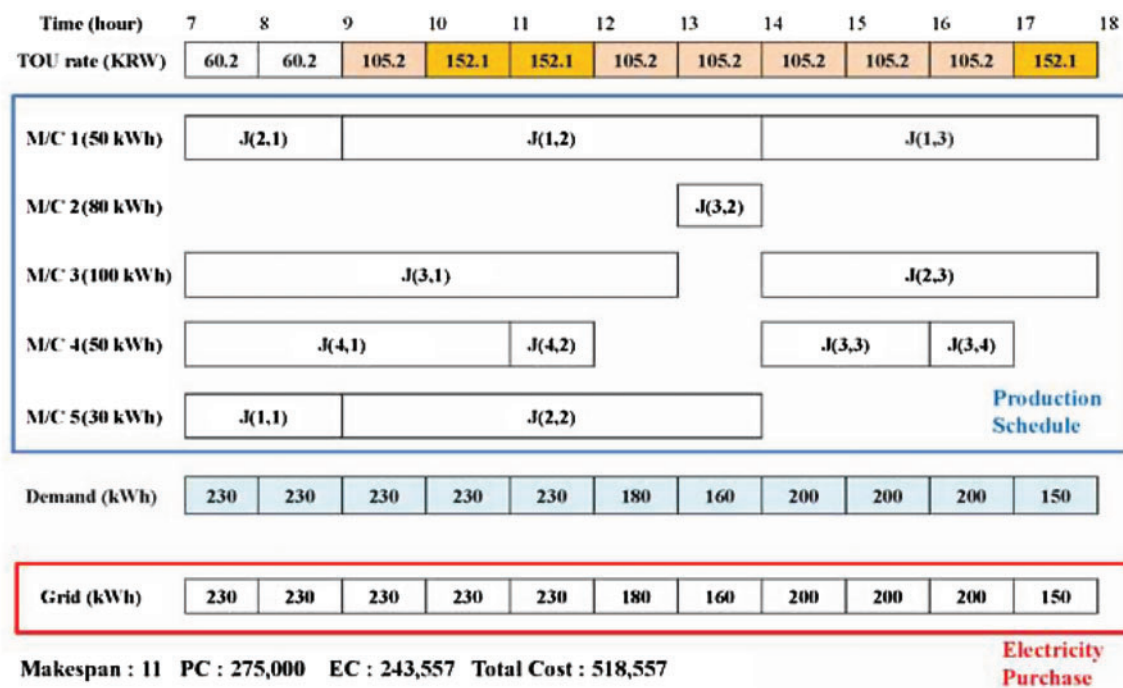 Time (hour) 7 8 9 10 11 12 13 14 15 16 17 18
TOU rate (KRW) 60.2 60.2 105.2 152.1 152.1 105.2 105.2 105.2 105.2 105.2 152.1
M/C 1(50 kWh) J(2,1) J(1,2) J(1,3)
M/C 2(80 kWh) J(3,2)
M/C 3(100 kWh) J(3,1) J(2,3)
M/C 4(50 kWh) J(4,1) J(4,2) J(3,3) J(3,4)
M/C 5(30 kWh) J(1,1) J(2,2)
Production
Schedule
Demand (kWh) 230 230 230 230 230 180 160 200 200 200 150
Grid (kWh) 230 230 230 230 230 180 160 200 200 200 150
Makespan : 11 PC : 275,000 EC : 243,557 Total Cost : 518,557
Electricity
Purchase